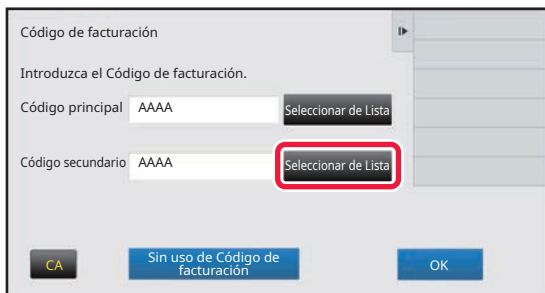 Código de facturación
Introduzca el Código de facturación.
Código principal AAAA Seleccionar de Lista
Código secundario AAAA Seleccionar de Lista
CA Sin uso de Código de facturación OK